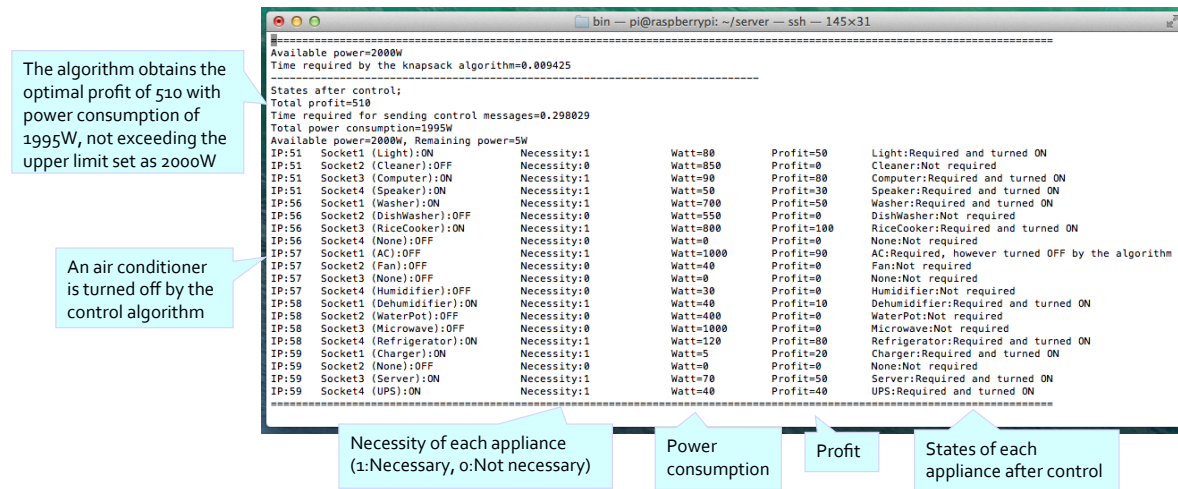 bin — pi@raspberrypi: ~/server — ssh — 145×31
Available power=2000W
Time required by the knapsack algorithm=0.009425
States after control;
Total profit=510
Time required for sending control messages=0.298029
Total power consumption=1995W
Available power=2000W, Remaining power=5W
IP:51 Socket1 (Light):ON Necessity:1 Watt=80 Profit=50 Light:Required and turned ON
IP:51 Socket2 (Cleaner):OFF Necessity:0 Watt=850 Profit=0 Cleaner:Not required
IP:51 Socket3 (Computer):ON Necessity:1 Watt=90 Profit=80 Computer:Required and turned ON
IP:51 Socket4 (Speaker):ON Necessity:1 Watt=50 Profit=30 Speaker:Required and turned ON
IP:56 Socket1 (Washer):ON Necessity:1 Watt=700 Profit=50 Washer:Required and turned ON
IP:56 Socket2 (DishWasher):OFF Necessity:0 Watt=550 Profit=0 DishWasher:Not required
IP:56 Socket3 (RiceCooker):ON Necessity:1 Watt=800 Profit=100 RiceCooker:Required and turned ON
IP:56 Socket4 (None):OFF Necessity:0 Watt=0 Profit=0 None:Not required
IP:57 Socket1 (AC):OFF Necessity:1 Watt=1000 Profit=90 AC:Required, however turned OFF by the algorithm
IP:57 Socket2 (Fan):OFF Necessity:0 Watt=40 Profit=0 Fan:Not required
IP:57 Socket3 (None):OFF Necessity:0 Watt=0 Profit=0 None:Not required
IP:57 Socket4 (Humidifier):OFF Necessity:0 Watt=30 Profit=0 Humidifier:Not required
IP:58 Socket1 (Dehumidifier):ON Necessity:1 Watt=40 Profit=10 Dehumidifier:Required and turned ON
IP:58 Socket2 (WaterPot):OFF Necessity:0 Watt=400 Profit=0 WaterPot:Not required
IP:58 Socket3 (Microwave):OFF Necessity:0 Watt=1000 Profit=0 Microwave:Not required
IP:58 Socket4 (Refrigerator):ON Necessity:1 Watt=120 Profit=80 Refrigerator:Required and turned ON
IP:59 Socket1 (Charger):ON Necessity:1 Watt=5 Profit=20 Charger:Required and turned ON
IP:59 Socket2 (None):OFF Necessity:0 Watt=0 Profit=0 None:Not required
IP:59 Socket3 (Server):ON Necessity:1 Watt=70 Profit=50 Server:Required and turned ON
IP:59 Socket4 (UPS):ON Necessity:1 Watt=40 Profit=40 UPS:Required and turned ON
The algorithm obtains the
optimal profit of 510 with
power consumption of
1995W, not exceeding the
upper limit set as 2000W
An air conditioner
is turned off by the
control algorithm
Necessity of each appliance
(1:Necessary, 0:Not necessary)
Power
consumption
Profit
States of each
appliance after control